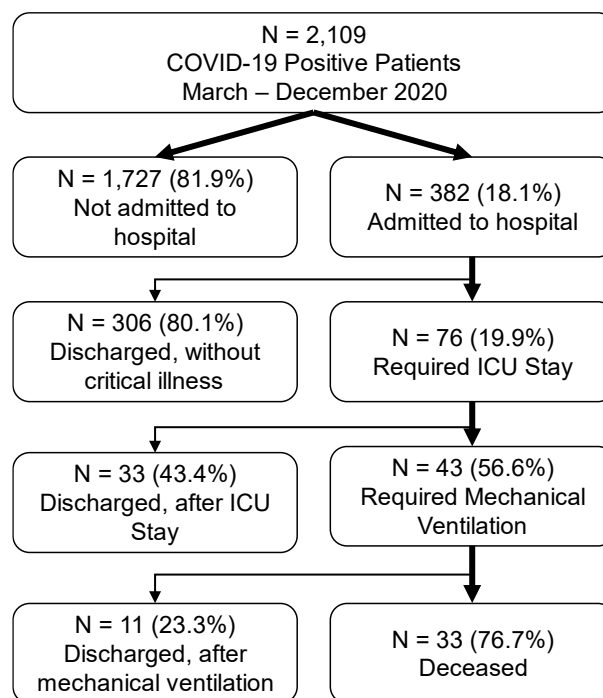 N = 2,109
COVID-19 Positive Patients
March – December 2020
N = 1,727 (81.9%)
Not admitted to
hospital
N = 382 (18.1%)
Admitted to hospital
N = 306 (80.1%)
Discharged, without
critical illness
N = 76 (19.9%)
Required ICU Stay
N = 33 (43.4%)
Discharged, after ICU
Stay
N = 43 (56.6%)
Required Mechanical
Ventilation
N = 11 (23.3%)
Discharged, after
mechanical ventilation
N = 33 (76.7%)
Deceased